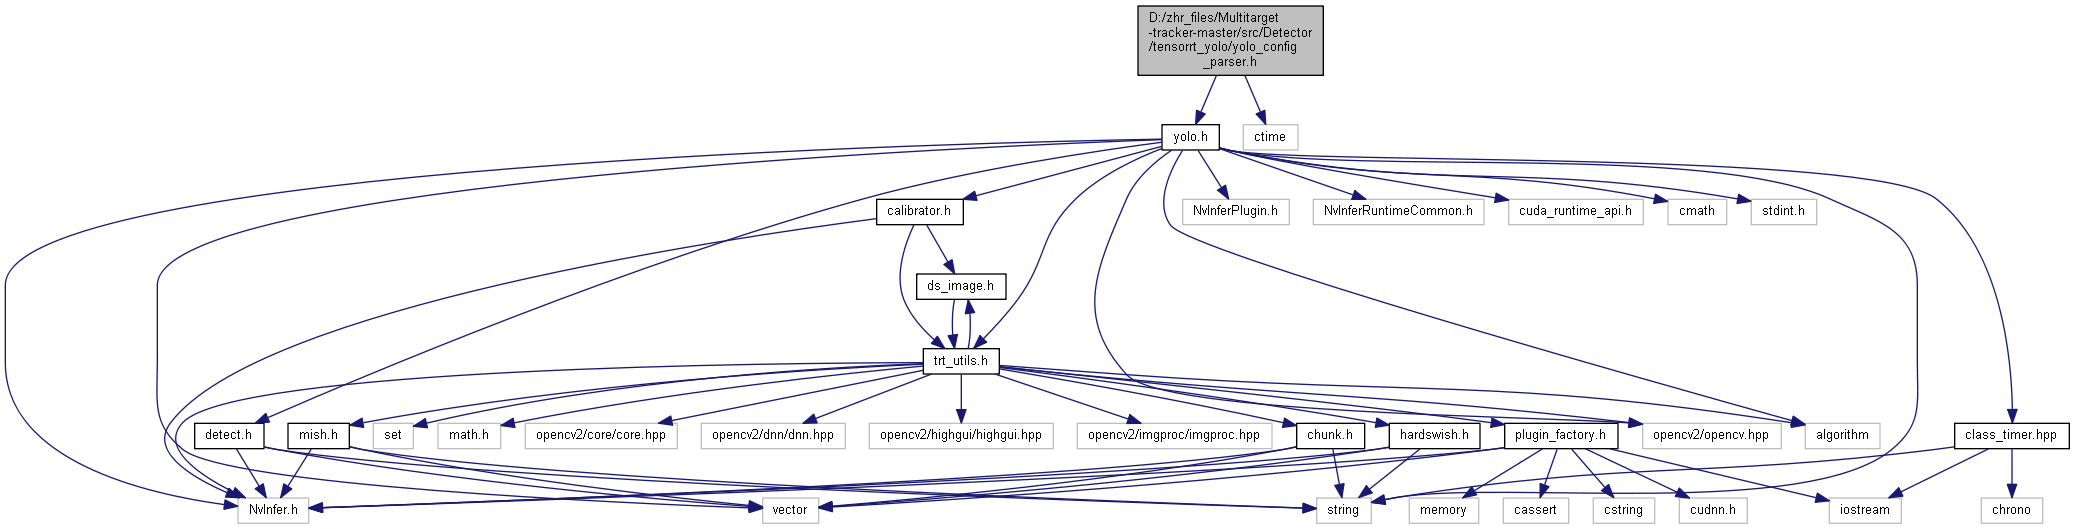 D:/zhr_files/Multitarget
-tracker-master/src/Detector
/tensorrt_yolo/yolo_config
_parser.h
yolo.h
ctime
calibrator.h
NvInferPlugin.h
NvInferRuntimeCommon.h
cuda_runtime_api.h
cmath
stdint.h
ds_image.h
trt_utils.h
detect.h
mish.h
set
math.h
opencv2/core/core.hpp
opencv2/dnn/dnn.hpp
opencv2/highgui/highgui.hpp
opencv2/imgproc/imgproc.hpp
chunk.h
hardswish.h
plugin_factory.h
opencv2/opencv.hpp
algorithm
class_timer.hpp
NvInfer.h
vector
string
memory
cassert
cstring
cudnn.h
iostream
chrono